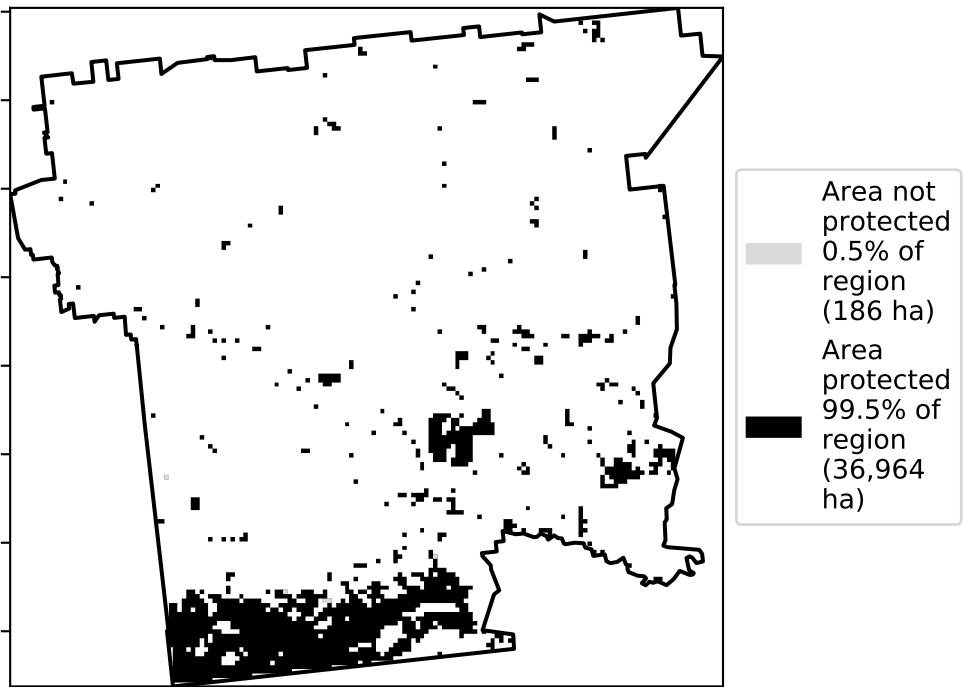 Area not
protected
0.5% of
region
(186 ha)
Area
protected
99.5% of
region
(36,964
ha)